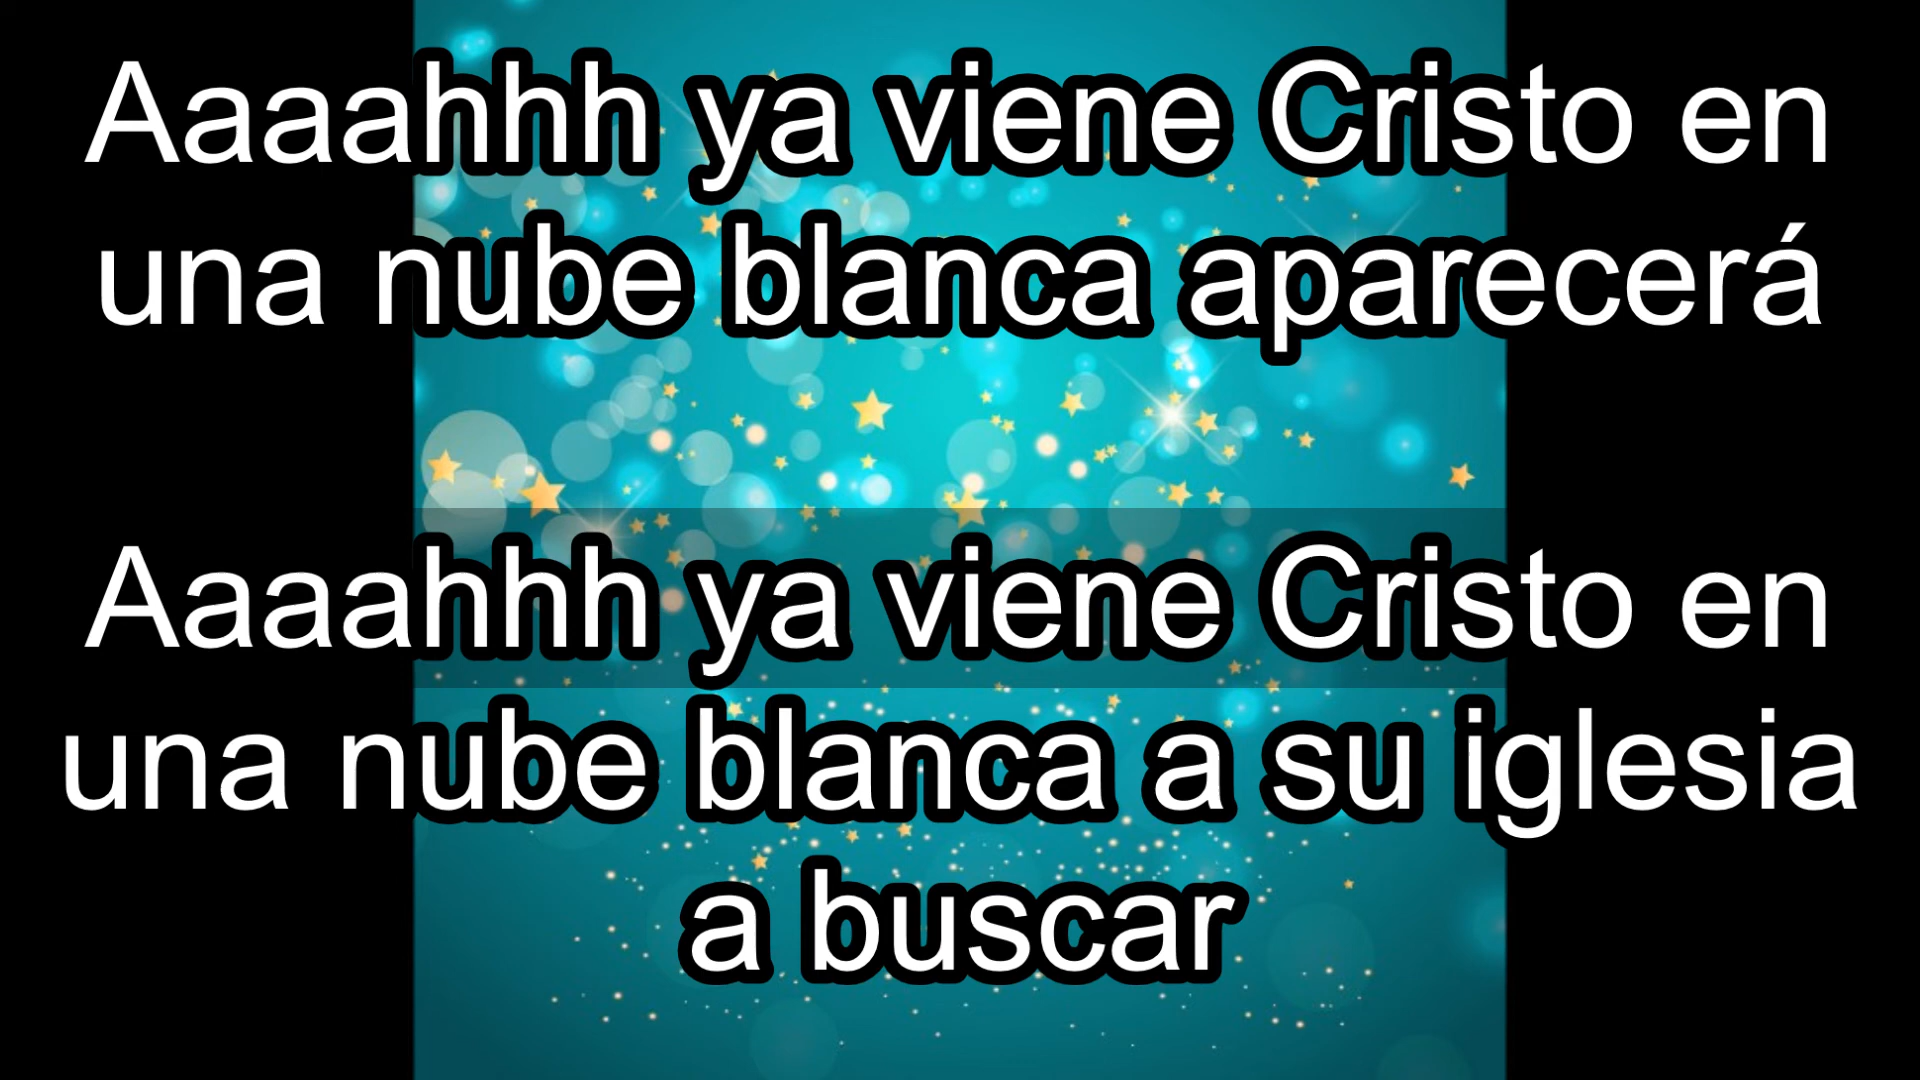 Aaaahhh ya viene Cristo en
una nube blanca aparecerá
Aaaahhh ya viene Cristo en
una nube blanca a su iglesia
a buscar